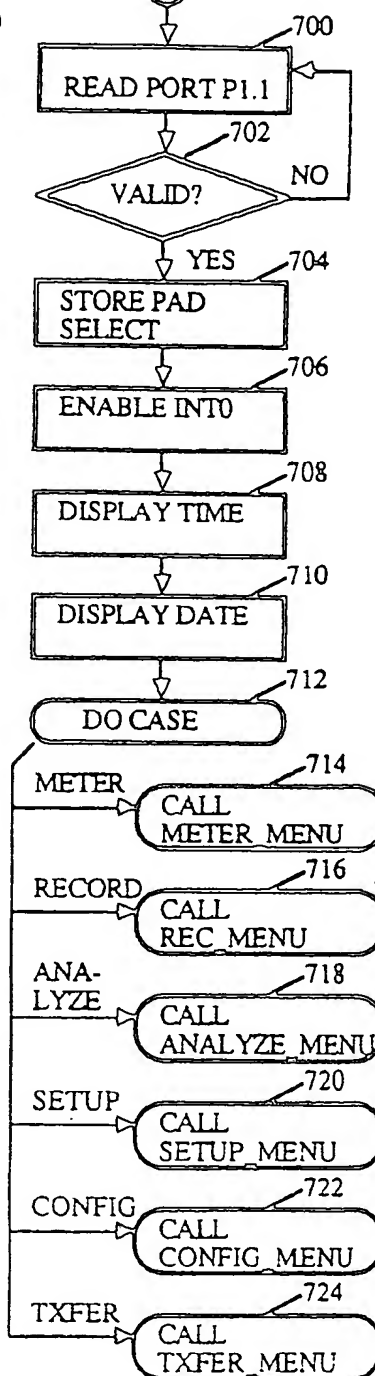 700
READ PORT P1.1
702
VALID?
NO
YES
704
STORE PAD
SELECT
706
ENABLE INT0
708
DISPLAY TIME
710
DISPLAY DATE
712
DO CASE
METER
714
CALL
METER_MENU
RECORD
716
CALL
REC_MENU
ANA-
LYZE
718
CALL
ANALYZE_MENU
SETUP
720
CALL
SETUP_MENU
CONFIG
722
CALL
CONFIG_MENU
TXFER
724
CALL
TXFER_MENU